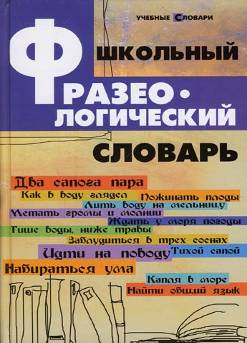 УЧЕБНЫЕ СЛОВАРИ
ШКОЛЬНЫЙ
ФРАЗЕО•
ЛОГИЧЕСКИЙ
СЛОВАРЬ
Два сапога пара
Как в воду глядел
Пожинать плоды
Лить воду на мельницу
Метать громы и молнии
Ждать у моря погоды
Тише воды, ниже травы
Заблудиться в трех соснах
Тихой сапой
Идти на поводу
Набираться ума
Капля в море
Найти общий язык